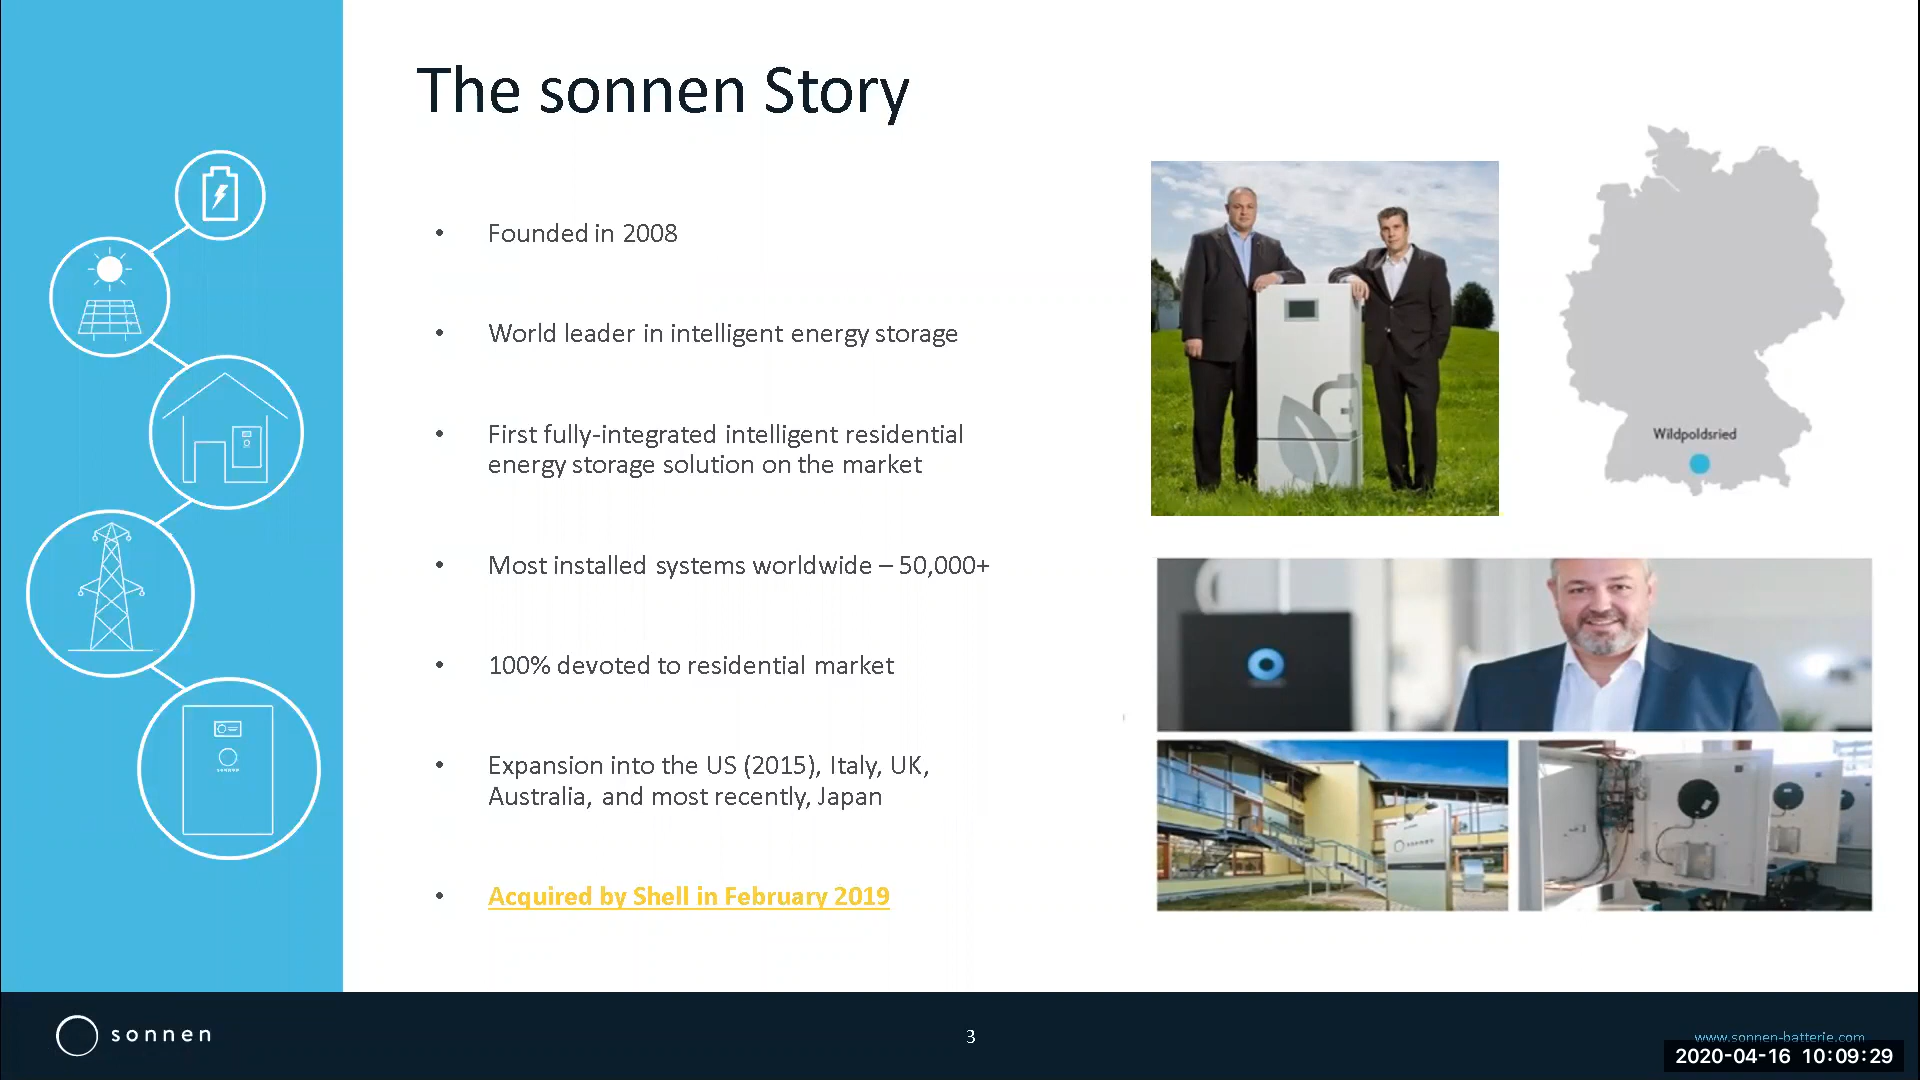 The sonnen Story
• Founded in 2008
• World leader in intelligent energy storage
• First fully-integrated intelligent residential
energy storage solution on the market
• Most installed systems worldwide – 50,000+
• 100% devoted to residential market
• Expansion into the US (2015), Italy, UK,
Australia, and most recently, Japan
• Acquired by Shell in February 2019
Wildpoldsried
sonnen
sonnen
3
www.sonnen-batterie.com
2020-04-16 10:09:29